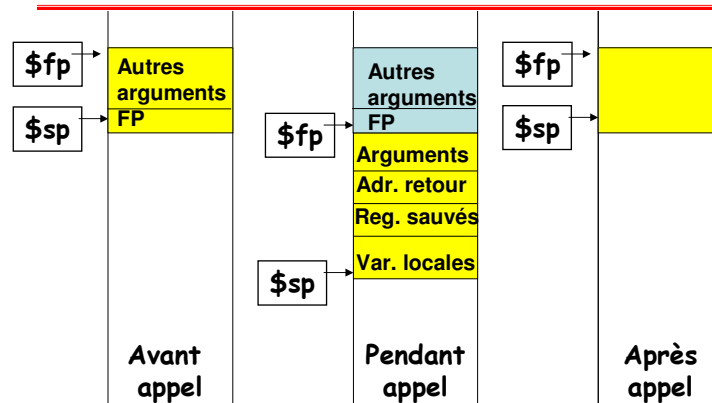 $fp
Autres
arguments
FP
$sp
Avant
appel
Autres
arguments
FP
$fp
Arguments
Adr. retour
Reg. sauvés
Var. locales
$sp
Pendant
appel
$fp
$sp
Après
appel